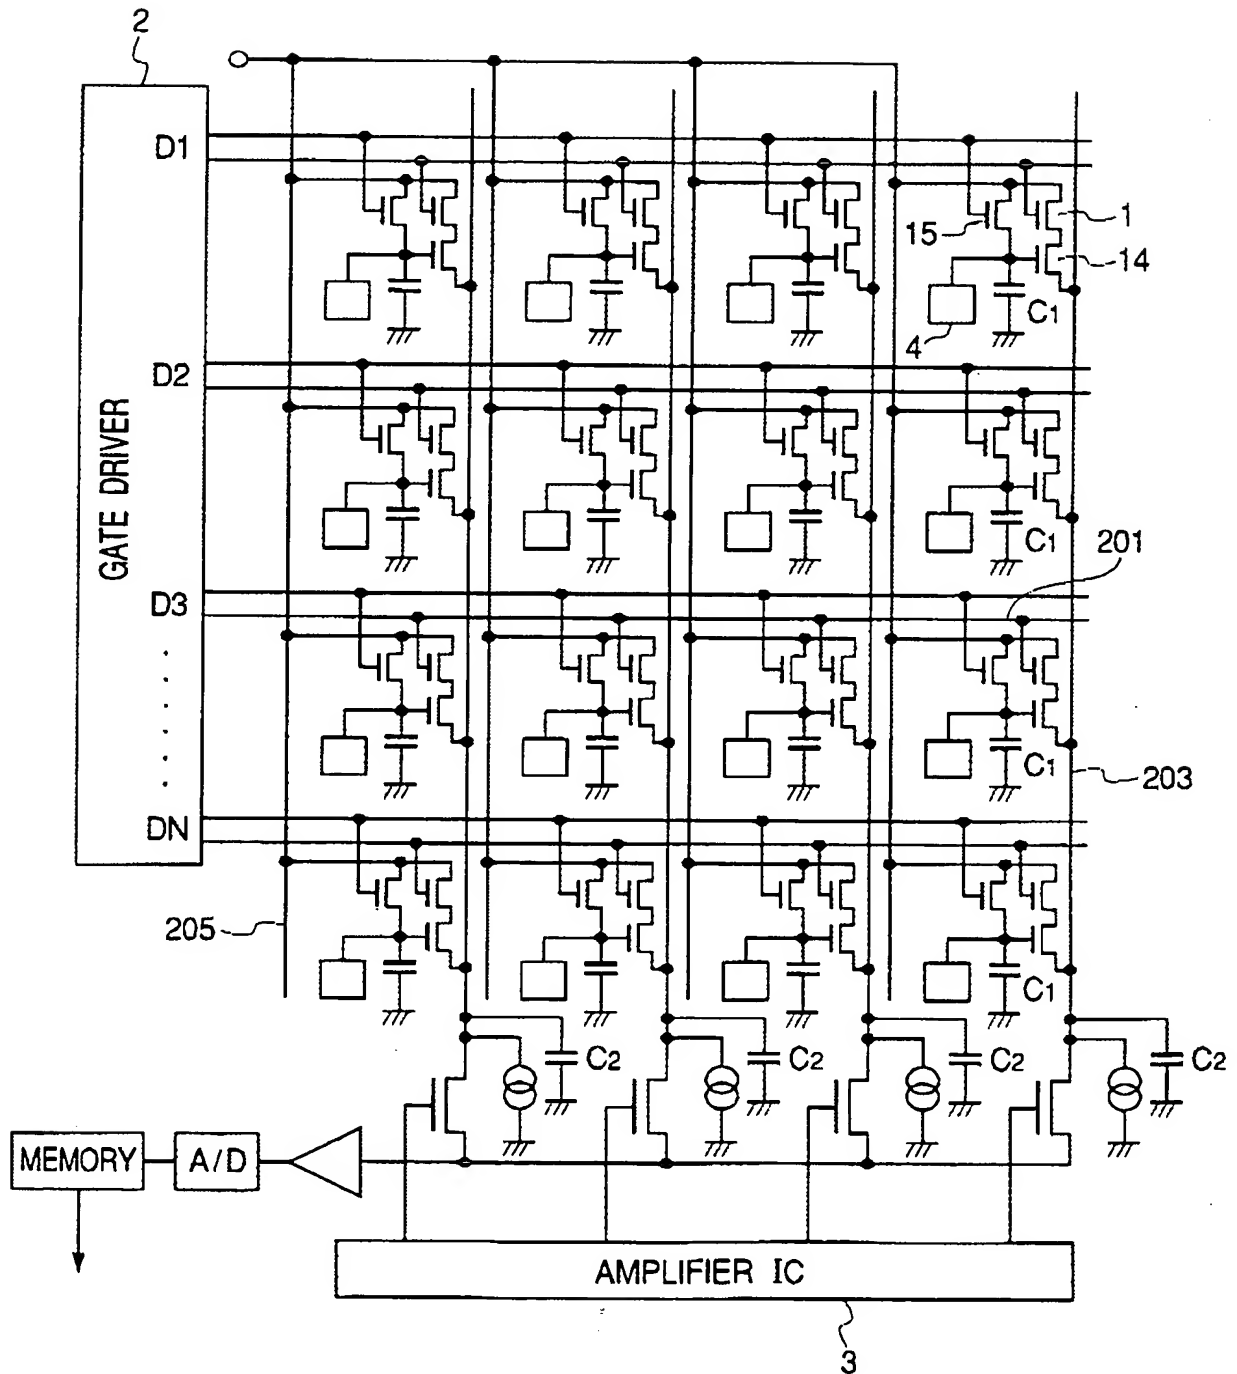 2
D1
1
15
14
C1
4
D2
GATE DRIVER
C1
201
D3
C1
203
DN
205
C1
C2
C2
C2
C2
MEMORY
A/D
AMPLIFIER IC
3